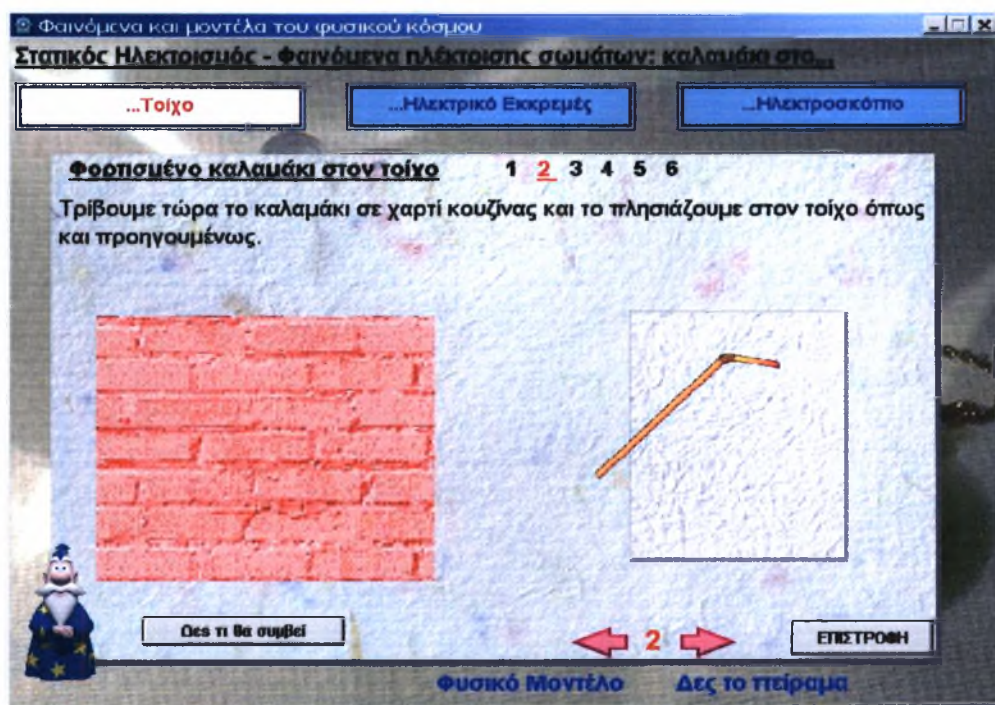 Φαινόμενα και μοντέλα του φυσικού κόσμου
Στατικός Ηλεκτρισμός - Φαινόμενα ηλέκτρισης σωμάτων: καλαμάκι στο...
...Τοίχο
...Ηλεκτρικό Εκκρεμές
...Ηλεκτροσκόπιο
Φορτισμένο καλαμάκι στον τοίχο 1 2 3 4 5 6
Τρίβουμε τώρα το καλαμάκι σε χαρτί κουζίνας και το πλησιάζουμε στον τοίχο όπως
και προηγουμένως.
Δες τι θα συμβεί
2
ΕΠΙΣΤΡΟΦΗ
Φυσικό Μοντέλο
Δες το πείραμα